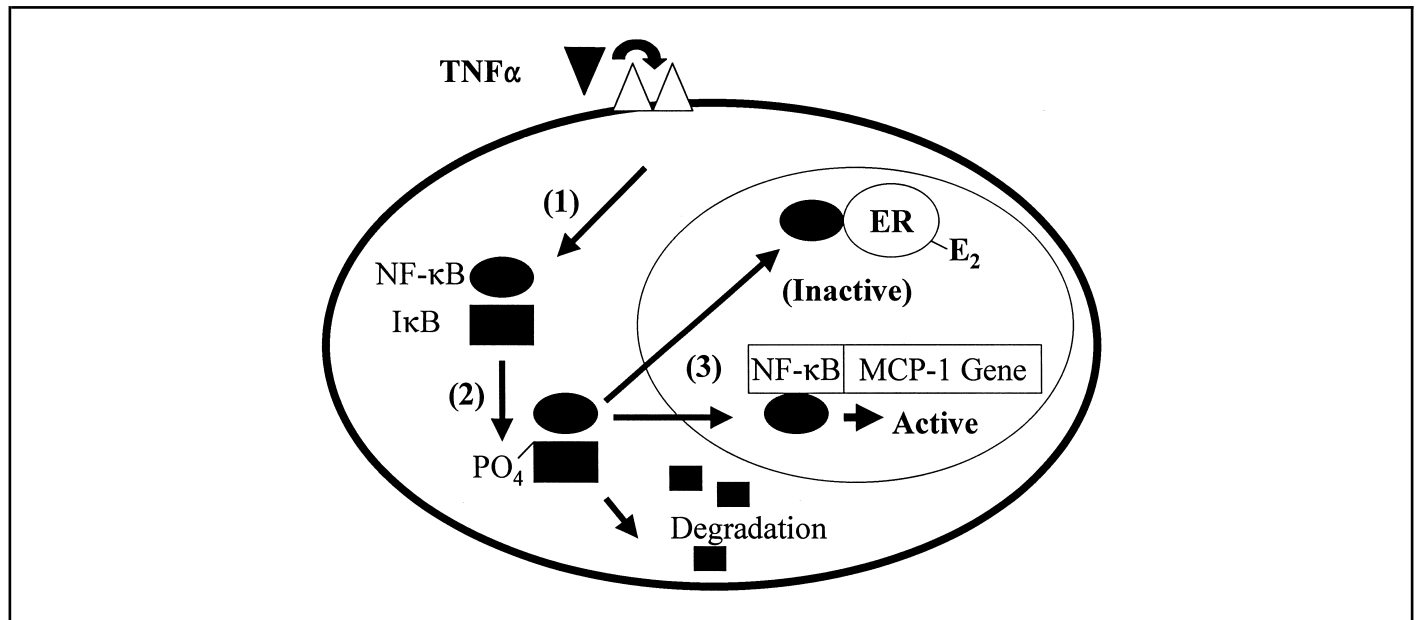 TNFα
(1)
ER
E₂
NF-κB
(Inactive)
IκB
(3)
NF-κB MCP-1 Gene
(2)
Active
PO₄
Degradation